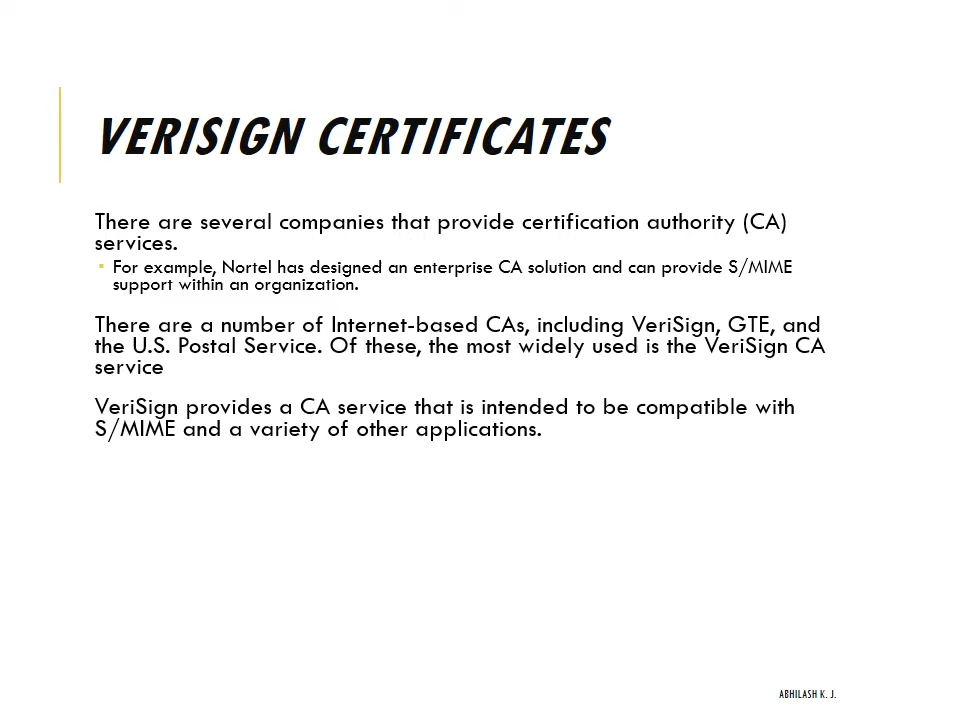 VERISIGN CERTIFICATES
There are several companies that provide certification authority (CA)
services.
▪ For example, Nortel has designed an enterprise CA solution and can provide S/MIME
support within an organization.
There are a number of Internet-based CAs, including VeriSign, GTE, and
the U.S. Postal Service. Of these, the most widely used is the VeriSign CA
service
VeriSign provides a CA service that is intended to be compatible with
S/MIME and a variety of other applications.
ABHILASH K. J.